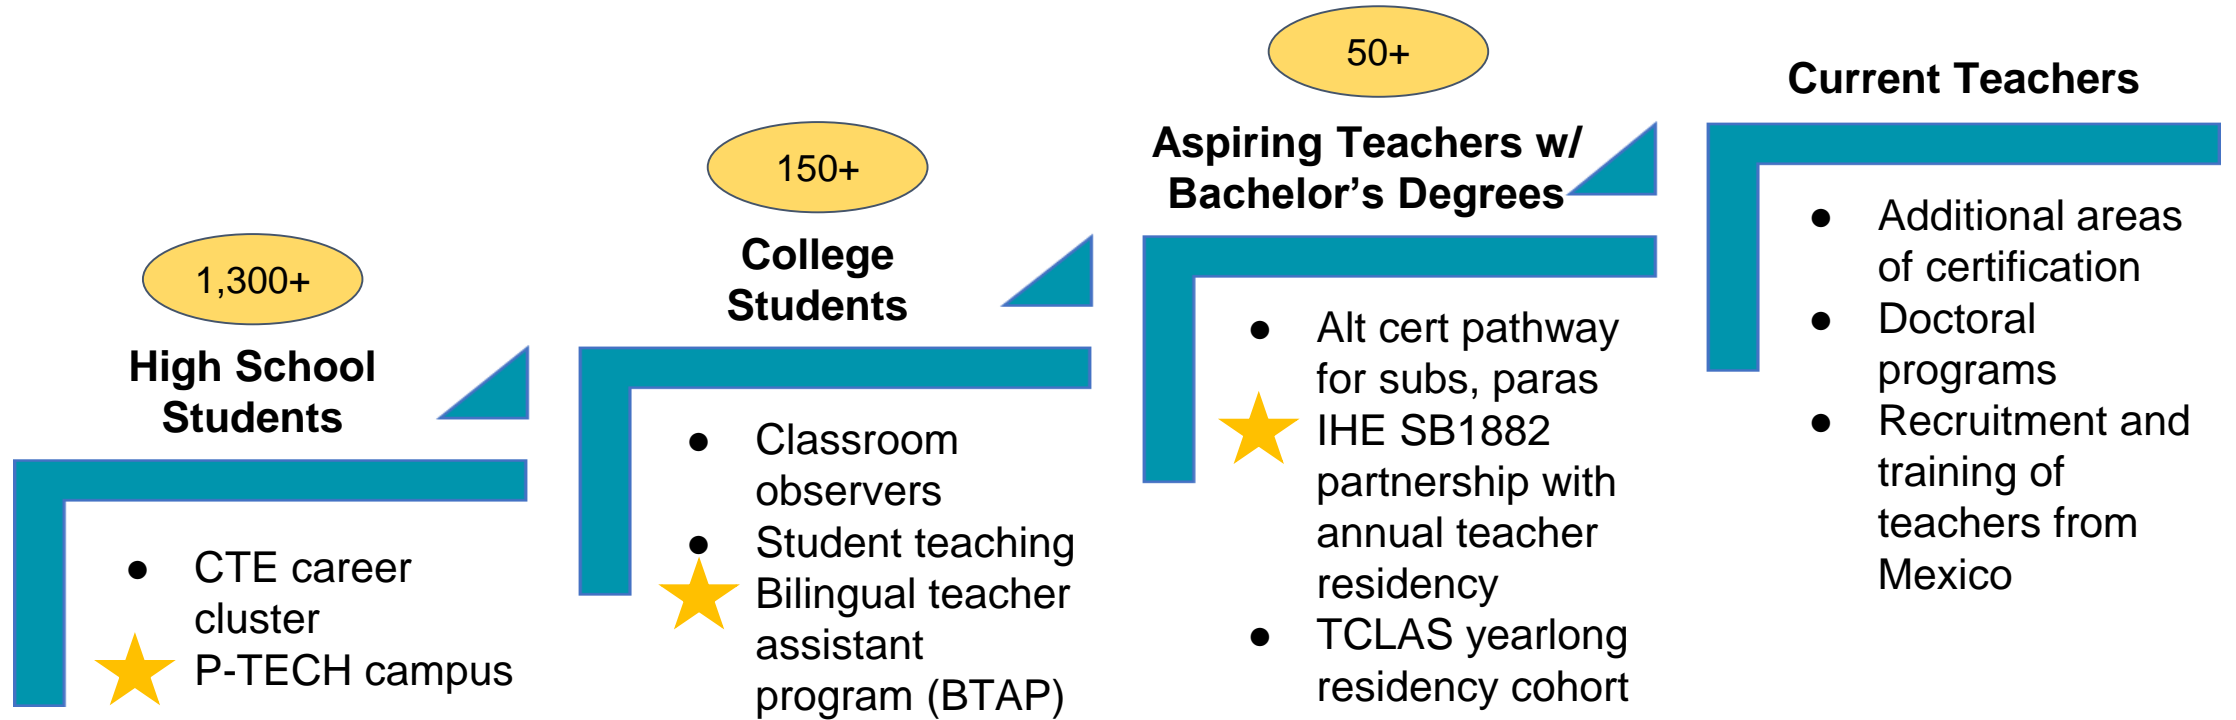 1,300+
High School
Students
● CTE career
cluster
P-TECH campus
150+
College
Students
● Classroom
observers
● Student teaching
Bilingual teacher
assistant
program (BTAP)
50+
Aspiring Teachers w/
Bachelor’s Degrees
● Alt cert pathway
for subs, paras
IHE SB1882
partnership with
annual teacher
residency
● TCLAS yearlong
residency cohort
Current Teachers
● Additional areas
of certification
● Doctoral
programs
● Recruitment and
training of
teachers from
Mexico